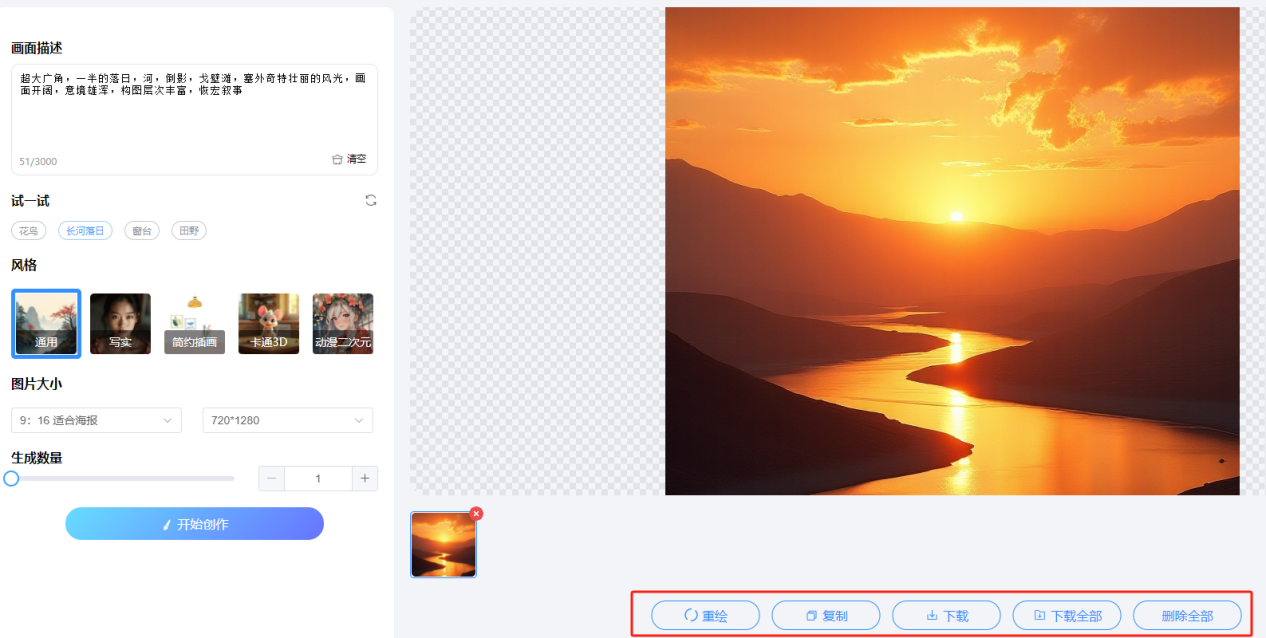 画面描述
超大广角，一半的落日，河，倒影，戈壁滩，塞外奇特壮丽的风光，画
面开阔，意境雄浑，构图层次丰富，恢宏叙事
51/3000
清空
试一试
花鸟
长河落日
窗台
田野
风格
通用
写实
简约插画
卡通3D
动漫二次元
图片大小
9：16 适合海报
720*1280
生成数量
1
开始创作
重绘
复制
下载
下载全部
删除全部